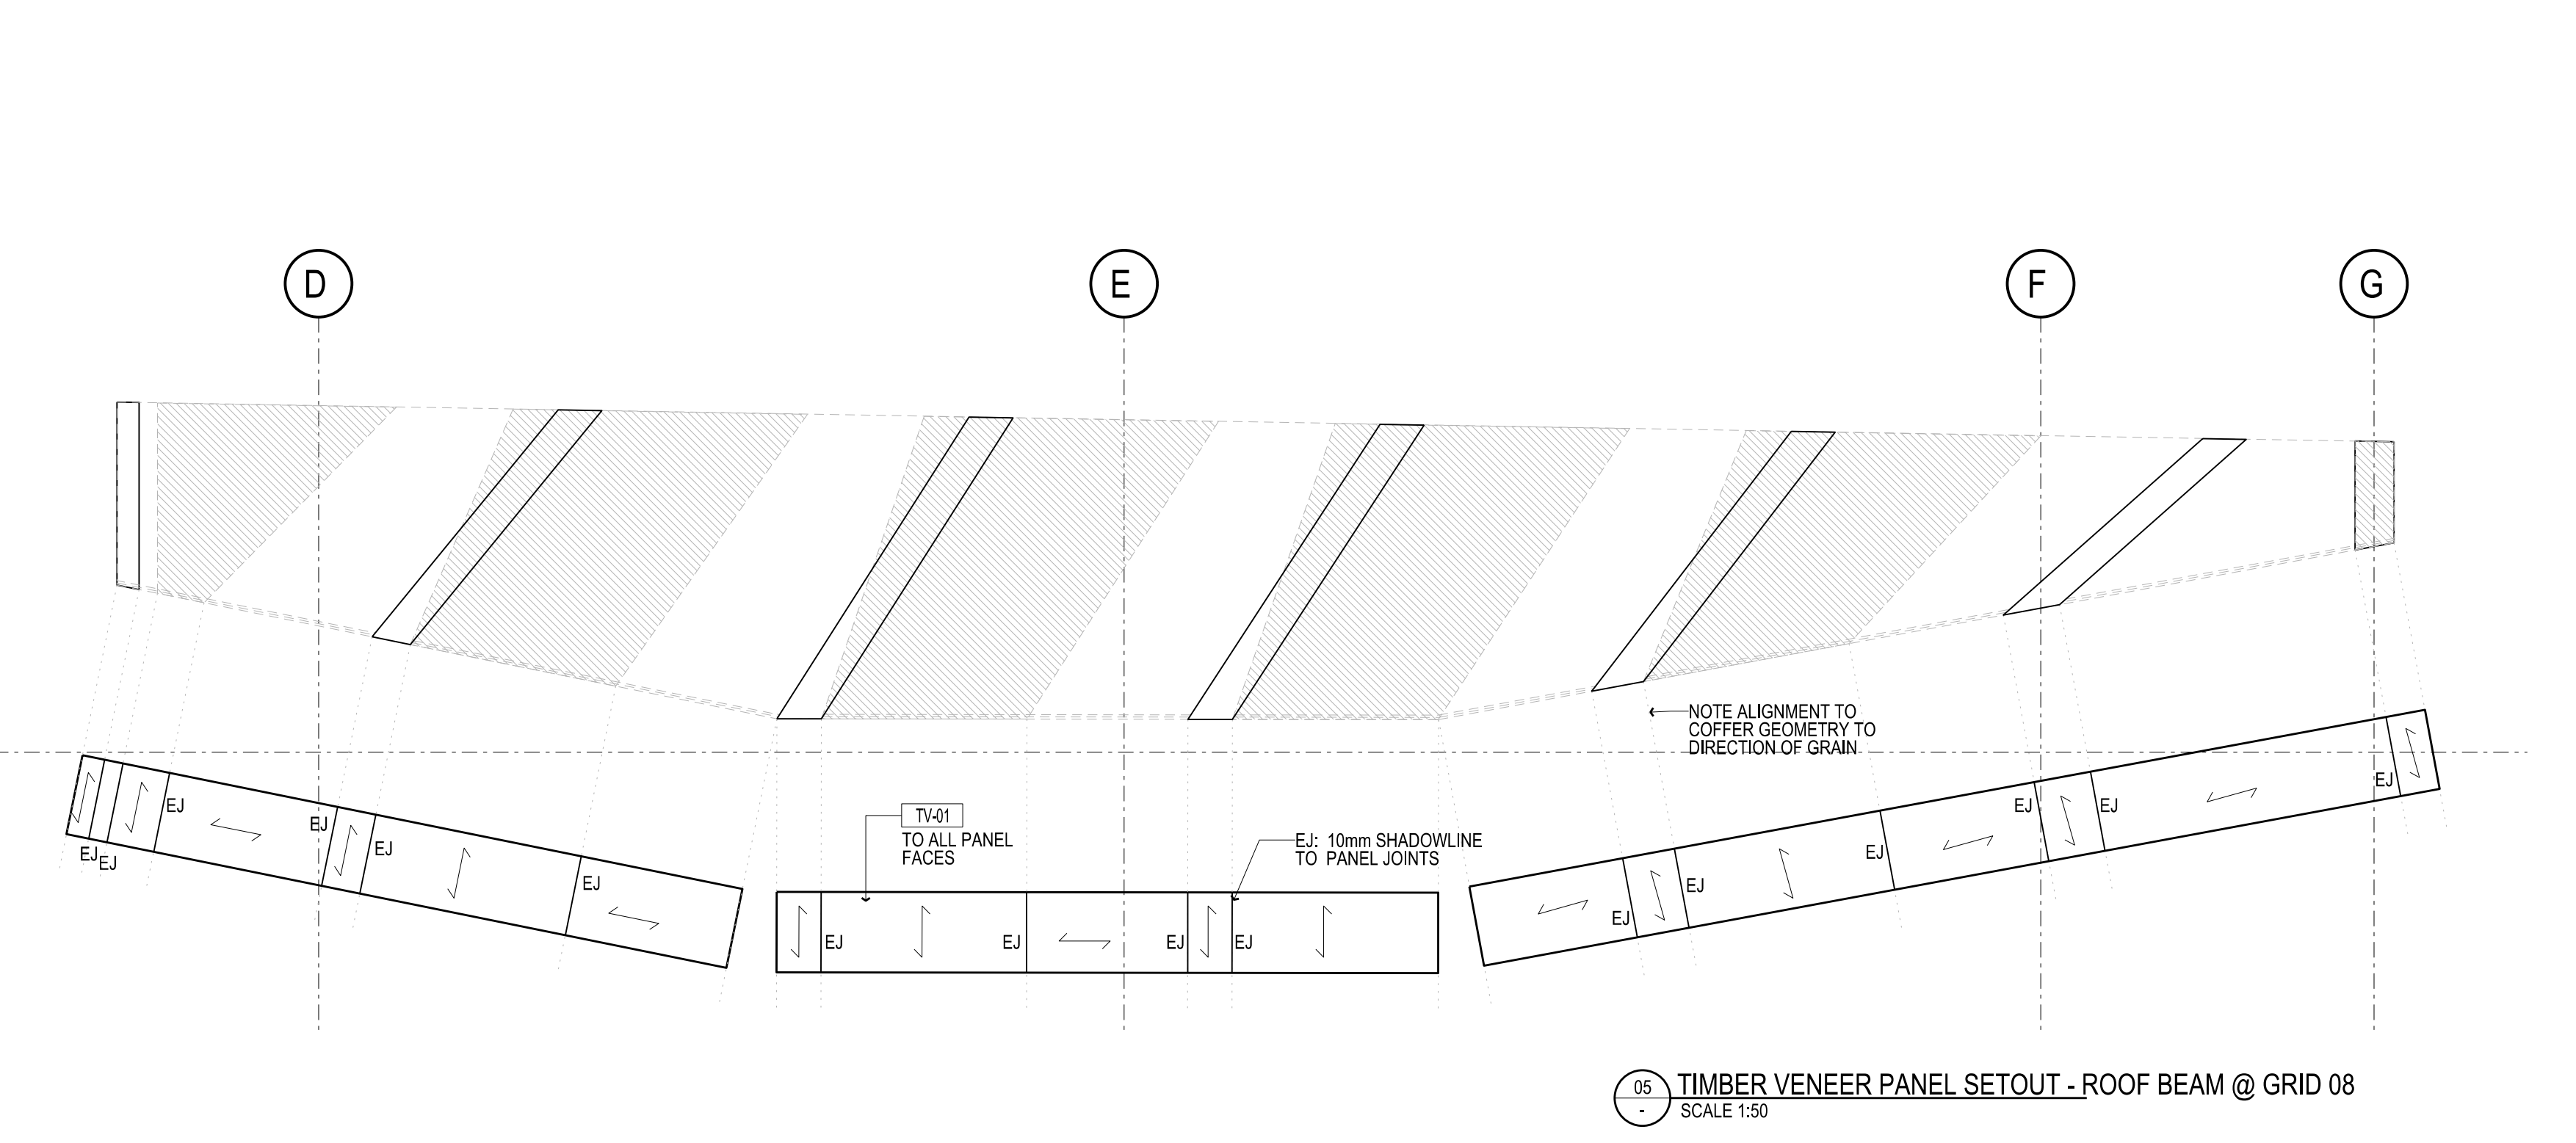 D
E
F
G
NOTE ALIGNMENT TO
COFFER GEOMETRY TO
DIRECTION OF GRAIN
EJ
EJ
EJ
EJ
EJ
EJ
TV-01
TO ALL PANEL
FACES
EJ: 10mm SHADOWLINE
TO PANEL JOINTS
EJ
EJ
EJ
EJ
EJ
EJ
EJ
EJ
EJ
EJ
05
-
TIMBER VENEER PANEL SETOUT - ROOF BEAM @ GRID 08
SCALE 1:50